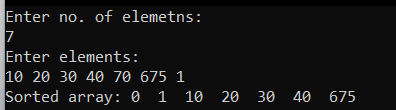 Enter no. of elemetns:
7
Enter elements:
10 20 30 40 70 675 1
Sorted array: 0  1  10  20  30  40  675